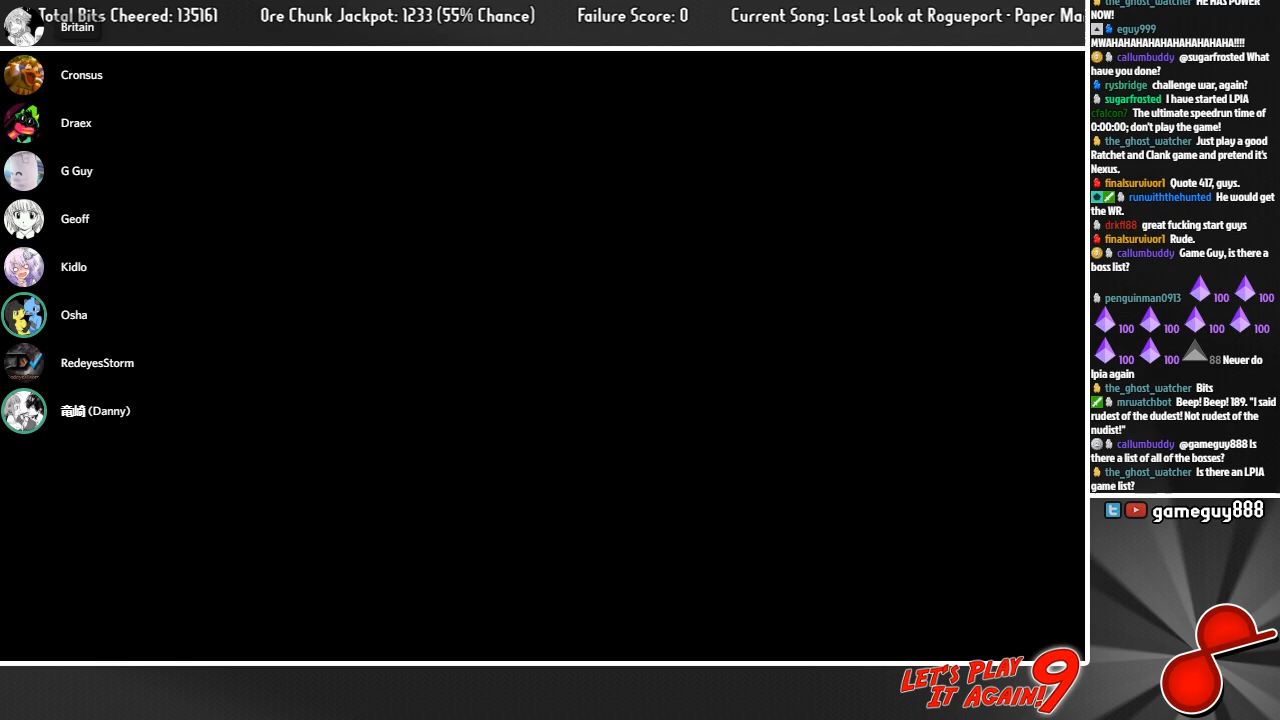 Total Bits Cheered: 135161 Ore Chunk Jackpot: 1233 (55% Chance) Failure Score: 0 Current Song: Last Look at Rogueport - Paper Ma
Britain
Cronsus
Draex
G Guy
Geoff
Kidlo
Osha
RedeyesStorm
竜崎 (Danny)
the_ghost_watcher HE HAS POWER
NOW!
eguy999
MWAHAHAHAHAHAHAHAHAHA!!!!
callumbuddy @sugarfrosted What
have you done?
rysbridge challenge war, again?
sugarfrosted I have started LPIA
cfalcon7 The ultimate speedrun time of
0:00:00; don't play the game!
the_ghost_watcher Just play a good
Ratchet and Clank game and pretend it's
Nexus.
finalsurvivor1 Quote 417, guys.
runwiththehunted He would get
the WR.
drkff88 great fucking start guys
finalsurvivor1 Rude.
callumbuddy Game Guy, is there a
boss list?
penguinman0913 100 100
100 100 100 100
100 100 88 Never do
lpia again
the_ghost_watcher Bits
mrwatchbot Beep! Beep! 189. "I said
rudest of the dudest! Not rudest of the
nudist!"
callumbuddy @gameguy888 Is
there a list of all of the bosses?
the_ghost_watcher Is there an LPIA
game list?
gameguy888
LET'S PLAY
IT AGAIN! 9